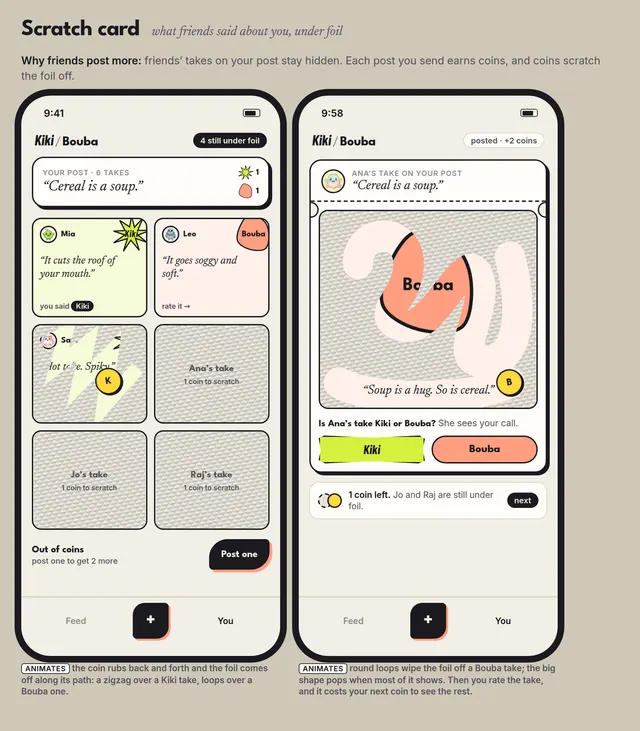 Scratch card what friends said about you, under foil
Why friends post more: friends’ takes on your post stay hidden. Each post you send earns coins, and coins scratch
the foil off.
9:41
Kiki / Bouba
4 still under foil
YOUR POST · 6 TAKES
“Cereal is a soup.”
1
1
Mia
Kiki
“It cuts the roof of
your mouth.”
you said Kiki
Leo
Bouba
“It goes soggy and
soft.”
rate it →
K
Ana’s take
1 coin to scratch
Jo’s take
1 coin to scratch
Raj’s take
1 coin to scratch
Out of coins
post one to get 2 more
Post one
Feed
+
You
ANIMATES the coin rubs back and forth and the foil comes
off along its path: a zigzag over a Kiki take, loops over a
Bouba one.
9:58
Kiki / Bouba
posted · +2 coins
ANA’S TAKE ON YOUR POST
“Cereal is a soup.”
“Soup is a hug. So is cereal.”
B
Is Ana’s take Kiki or Bouba? She sees your call.
Kiki
Bouba
1 coin left. Jo and Raj are still under
foil.
next
Feed
+
You
ANIMATES round loops wipe the foil off a Bouba take; the big
shape pops when most of it shows. Then you rate the take,
and it costs your next coin to see the rest.